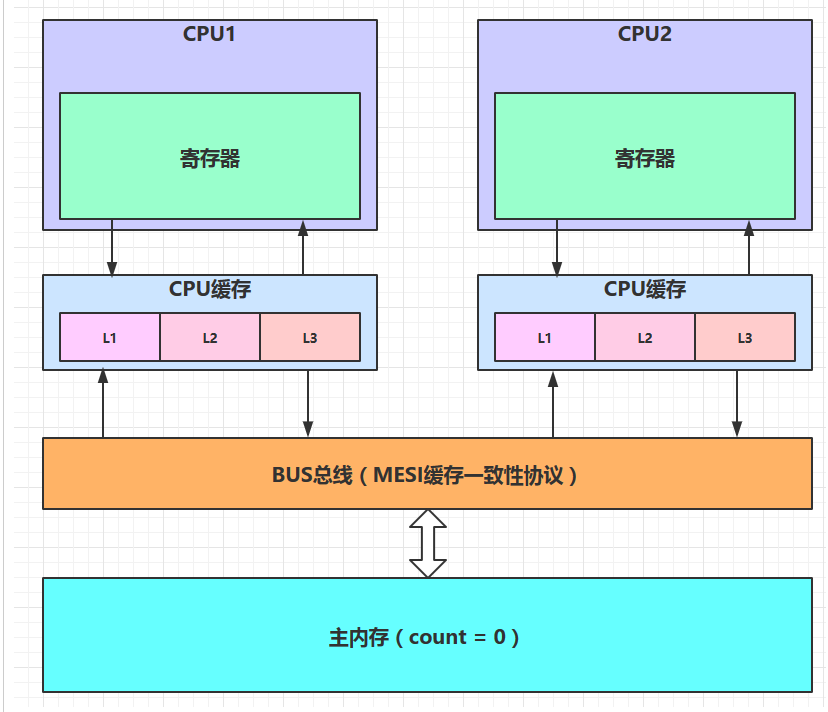 CPU1
CPU2
寄存器
寄存器
CPU缓存
CPU缓存
L1
L2
L3
L1
L2
L3
BUS总线（MESI缓存一致性协议）
主内存（count = 0）